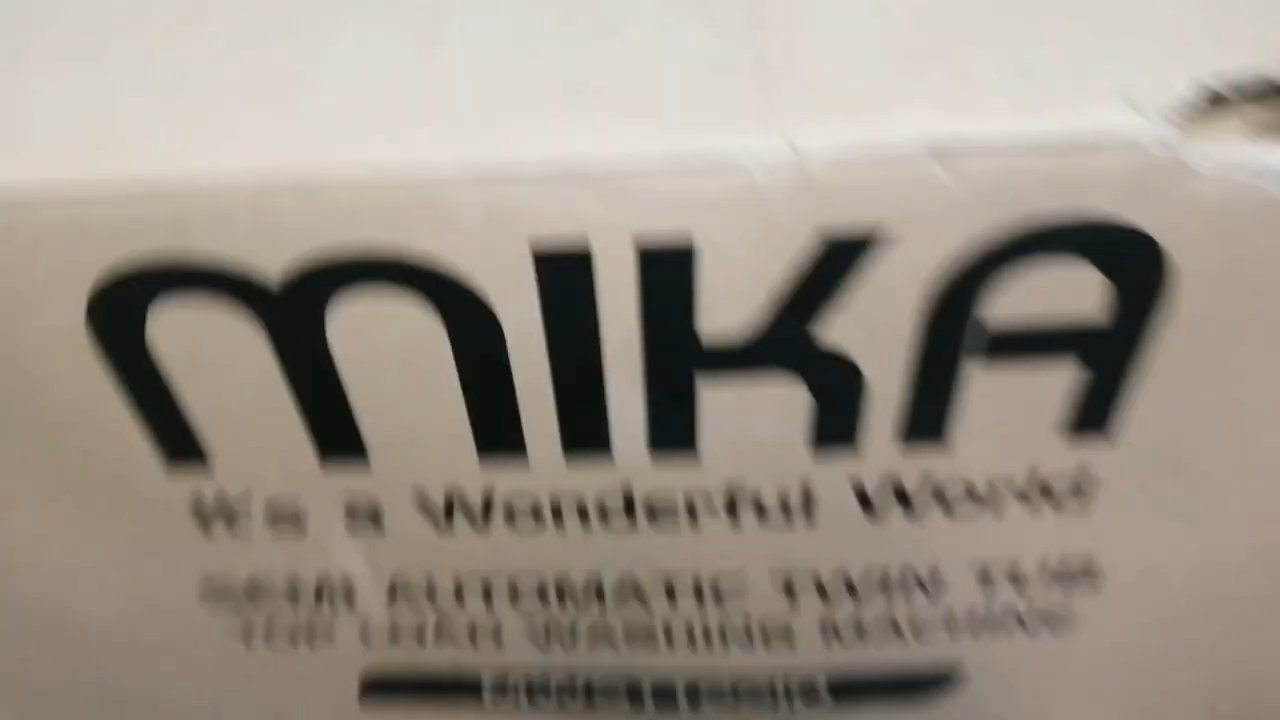 MIKA
It's a Wonderful World
SEMI AUTOMATIC TWIN TUB
TOP LOAD WASHING MACHINE